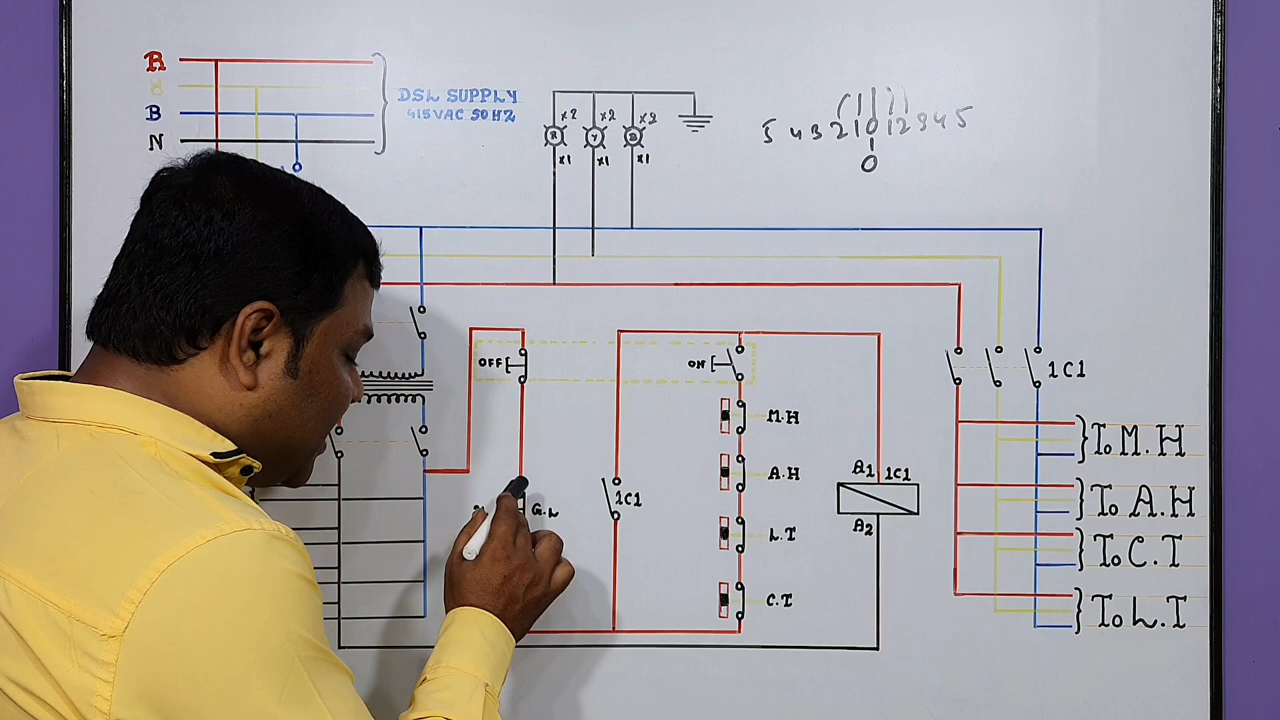 R
Y
B
N
DSL SUPPLY
415VAC 50HZ
x2 x2 x2
R Y B
x1 x1 x1
5 4 3 2 1 0 1 2 3 4 5
0
OFF
ON
1C1
M.H
A.H
G.L
1C1
A1 1C1
A2
L.T
C.T
To M.H
To A.H
To C.T
To L.T